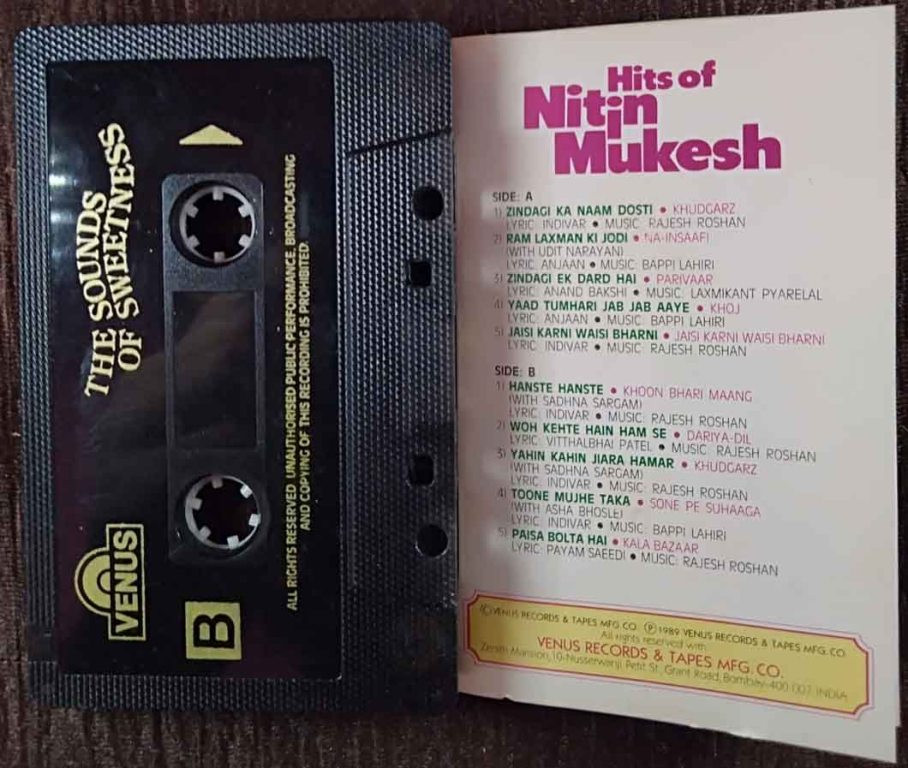 THE SOUNDS
OF SWEETNESS
VENUS
B
ALL RIGHTS RESERVED. UNAUTHORISED PUBLIC PERFORMANCE. BROADCASTING
AND COPYING OF THIS RECORDING IS PROHIBITED
Hits of
Nitin
Mukesh
SIDE: A
1) ZINDAGI KA NAAM DOSTI • KHUDGARZ
LYRIC: INDIVAR • MUSIC: RAJESH ROSHAN
2) RAM LAXMAN KI JODI • NA-INSAAFI
(WITH UDIT NARAYAN)
LYRIC: ANJAAN • MUSIC: BAPPI LAHIRI
3) ZINDAGI EK DARD HAI • PARIVAAR
LYRIC: ANAND BAKSHI • MUSIC: LAXMIKANT PYARELAL
4) YAAD TUMHARI JAB JAB AAYE • KHOJ
LYRIC: ANJAAN • MUSIC: BAPPI LAHIRI
5) JAISI KARNI WAISI BHARNI • JAISI KARNI WAISI BHARNI
LYRIC: INDIVAR • MUSIC: RAJESH ROSHAN
SIDE: B
1) HANSTE HANSTE • KHOON BHARI MAANG
(WITH SADHNA SARGAM)
LYRIC: INDIVAR • MUSIC: RAJESH ROSHAN
2) WOH KEHTE HAIN HAM SE • DARIYA-DIL
LYRIC: VITTHALBHAI PATEL • MUSIC: RAJESH ROSHAN
3) YAHIN KAHIN JIARA HAMAR • KHUDGARZ
(WITH SADHNA SARGAM)
LYRIC: INDIVAR • MUSIC: RAJESH ROSHAN
4) TOONE MUJHE TAKA • SONE PE SUHAAGA
(WITH ASHA BHOSLE)
LYRIC: INDIVAR • MUSIC: BAPPI LAHIRI
5) PAISA BOLTA HAI • KALA BAZAAR
LYRIC: PAYAM SAEEDI • MUSIC: RAJESH ROSHAN
©VENUS RECORDS & TAPES MFG. CO. ℗ 1989 VENUS RECORDS & TAPES MFG. CO.
All rights reserved with
VENUS RECORDS & TAPES MFG. CO.
Zenith Mansion, 10-Nusserwanji Petit St., Grant Road, Bombay-400 007. INDIA